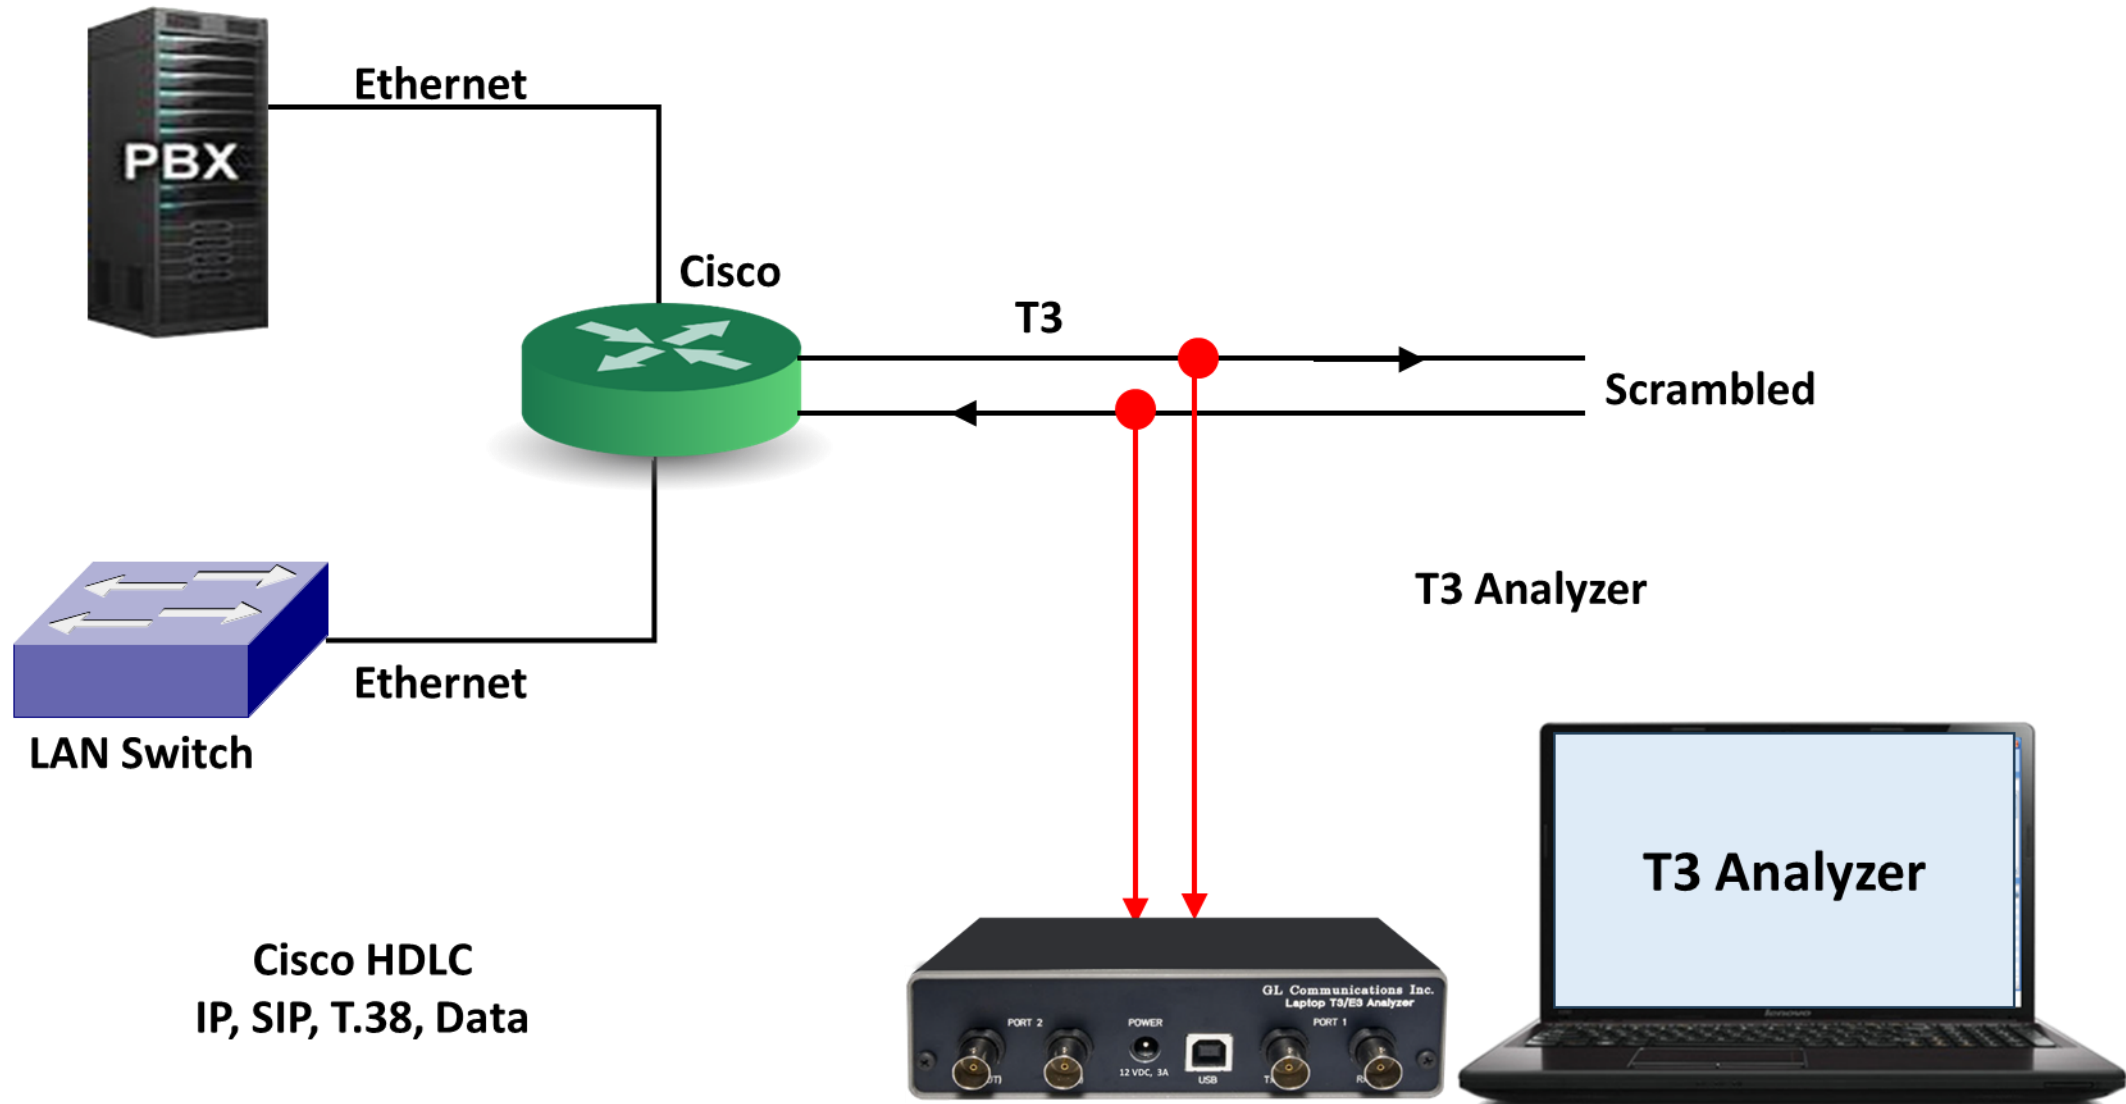 Ethernet
PBX
Cisco
T3
Scrambled
T3 Analyzer
Ethernet
LAN Switch
T3 Analyzer
Cisco HDLC
IP, SIP, T.38, Data
GL Communications Inc.
Laptop T3/E3 Analyzer
PORT 2
POWER
PORT 1
12 VDC, 3A
USB
lenovo